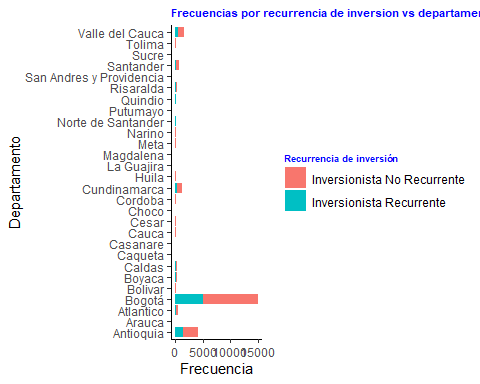 Frecuencias por recurrencia de inversion vs departamen
Valle del Cauca
Tolima
Sucre
Santander
San Andres y Providencia
Risaralda
Quindio
Putumayo
Norte de Santander
Narino
Meta
Magdalena
La Guajira
Huila
Cundinamarca
Cordoba
Choco
Cesar
Cauca
Casanare
Caqueta
Caldas
Boyaca
Bolivar
Bogotá
Atlantico
Arauca
Antioquia
Departamento
0 5000 10000 15000
Frecuencia
Recurrencia de inversión
Inversionista No Recurrente
Inversionista Recurrente